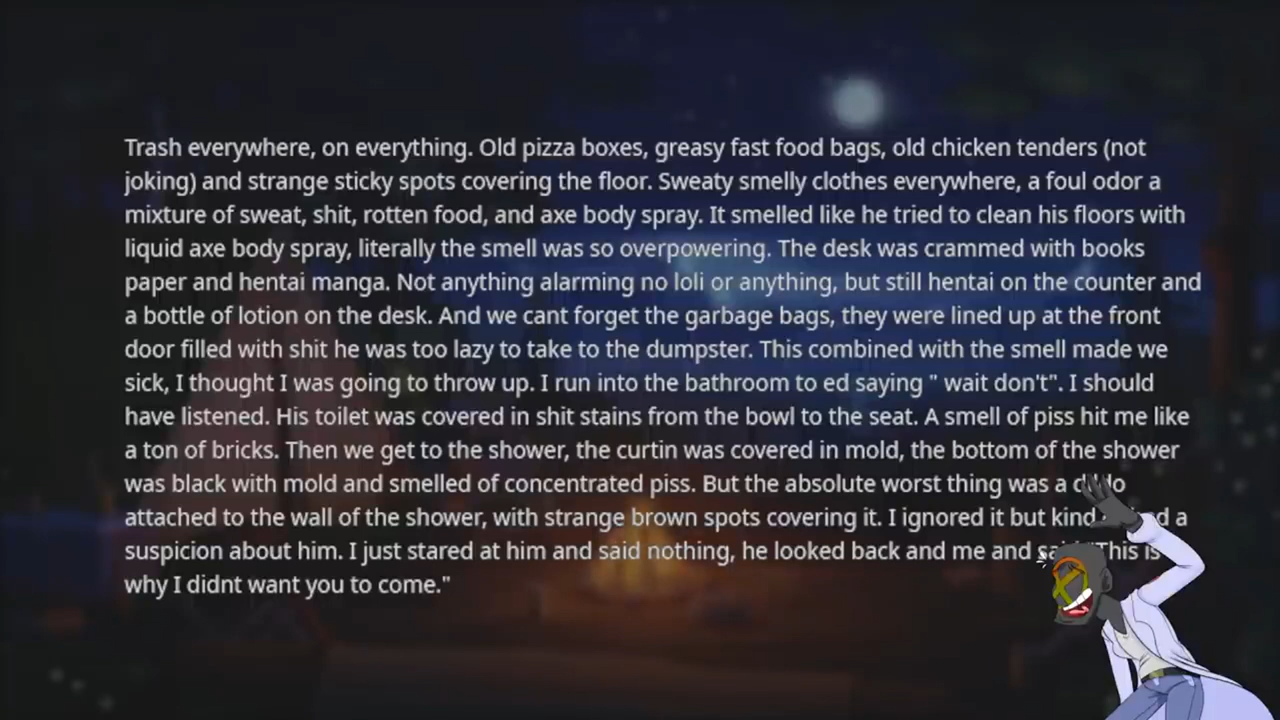 Trash everywhere, on everything. Old pizza boxes, greasy fast food bags, old chicken tenders (not
joking) and strange sticky spots covering the floor. Sweaty smelly clothes everywhere, a foul odor a
mixture of sweat, shit, rotten food, and axe body spray. It smelled like he tried to clean his floors with
liquid axe body spray, literally the smell was so overpowering. The desk was crammed with books
paper and hentai manga. Not anything alarming no loli or anything, but still hentai on the counter and
a bottle of lotion on the desk. And we cant forget the garbage bags, they were lined up at the front
door filled with shit he was too lazy to take to the dumpster. This combined with the smell made we
sick, I thought I was going to throw up. I run into the bathroom to ed saying " wait don't". I should
have listened. His toilet was covered in shit stains from the bowl to the seat. A smell of piss hit me like
a ton of bricks. Then we get to the shower, the curtin was covered in mold, the bottom of the shower
was black with mold and smelled of concentrated piss. But the absolute worst thing was a
attached to the wall of the shower, with strange brown spots covering it. I ignored it but a
suspicion about him. I just stared at him and said nothing, he looked back and me and "This is
why I didnt want you to come."